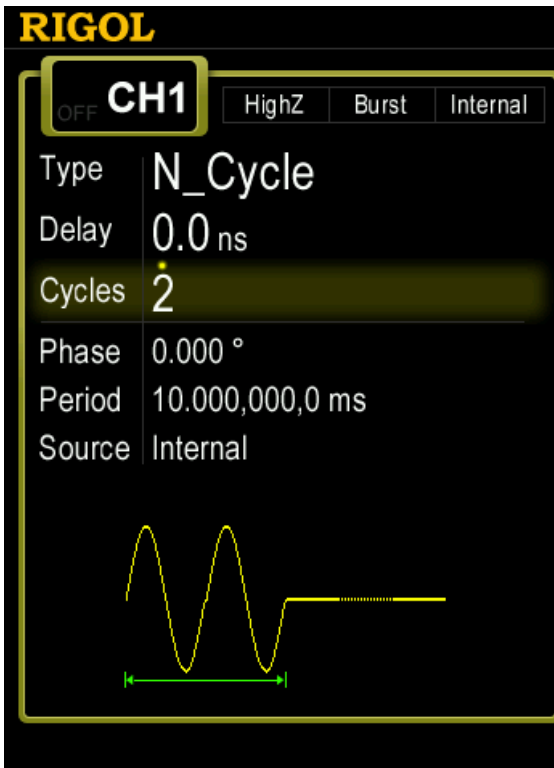 RIGOL
OFF CH1 HighZ Burst Internal
Type N_Cycle
Delay 0.0 ns
Cycles 2
Phase 0.000 °
Period 10.000,000,0 ms
Source Internal